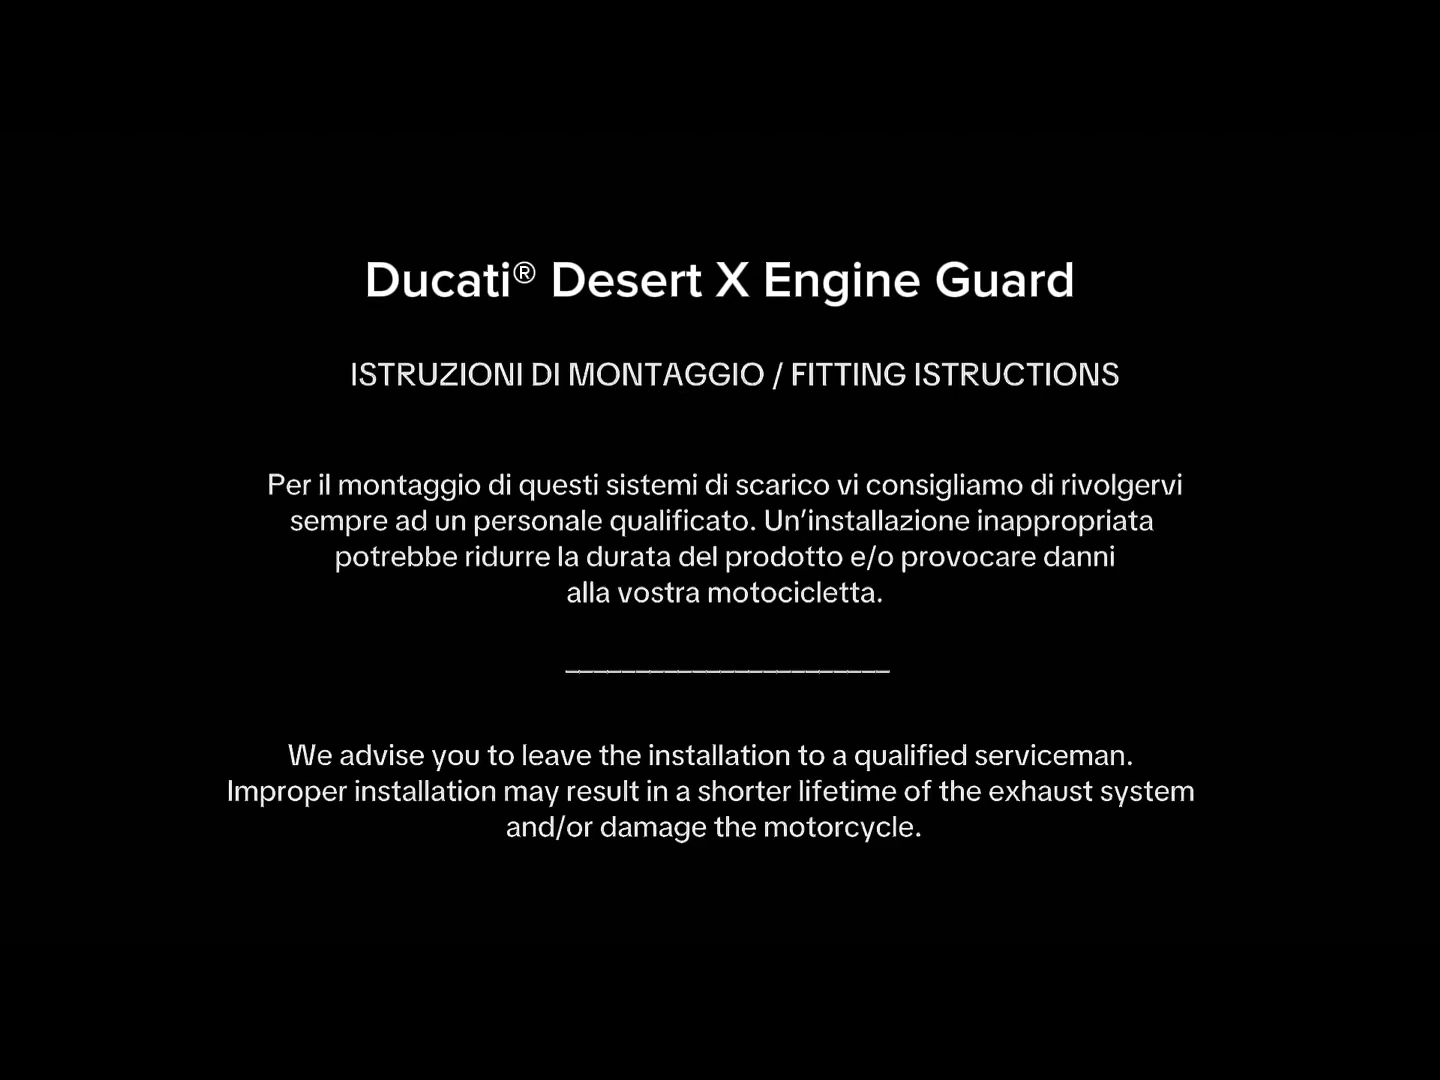 Ducati® Desert X Engine Guard
ISTRUZIONI DI MONTAGGIO / FITTING ISTRUCTIONS
Per il montaggio di questi sistemi di scarico vi consigliamo di rivolgervi
sempre ad un personale qualificato. Un’installazione inappropriata
potrebbe ridurre la durata del prodotto e/o provocare danni
alla vostra motocicletta.
_______________________
We advise you to leave the installation to a qualified serviceman.
Improper installation may result in a shorter lifetime of the exhaust system
and/or damage the motorcycle.